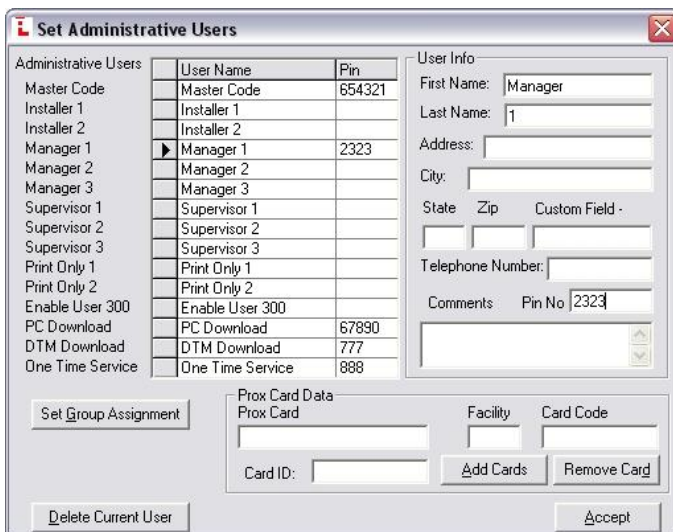 Set Administrative Users
Administrative Users
Master Code
Installer 1
Installer 2
Manager 1
Manager 2
Manager 3
Supervisor 1
Supervisor 2
Supervisor 3
Print Only 1
Print Only 2
Enable User 300
PC Download
DTM Download
One Time Service
User Name Pin
Master Code 654321
Installer 1
Installer 2
Manager 1 2323
Manager 2
Manager 3
Supervisor 1
Supervisor 2
Supervisor 3
Print Only 1
Print Only 2
Enable User 300
PC Download 67890
DTM Download 777
One Time Service 888
User Info
First Name: Manager
Last Name: 1
Address:
City:
State Zip Custom Field -
Telephone Number:
Comments Pin No 2323
Set Group Assignment
Prox Card Data
Prox Card Facility Card Code
Card ID: Add Cards Remove Card
Delete Current User Accept